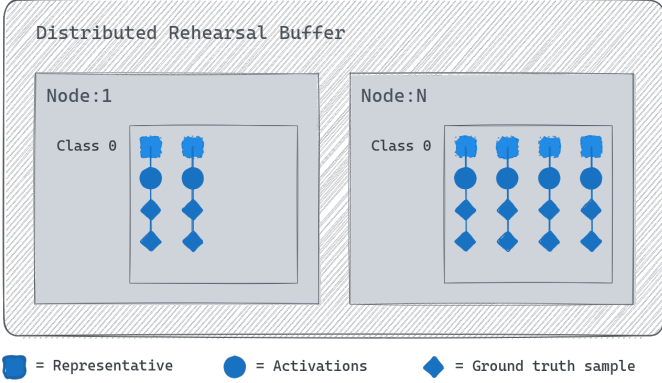 Distributed Rehearsal Buffer
Node:1
Class 0
Node:N
Class 0
= Representative
= Activations
= Ground truth sample